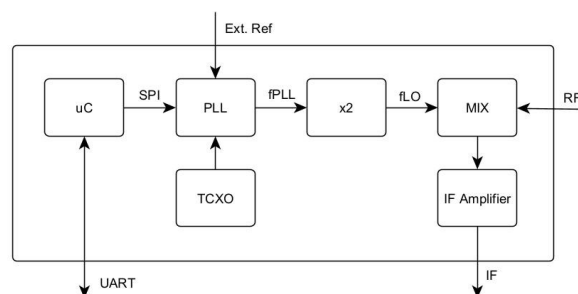 Ext. Ref
uC
SPI
PLL
fPLL
x2
fLO
MIX
RF
TCXO
IF Amplifier
UART
IF